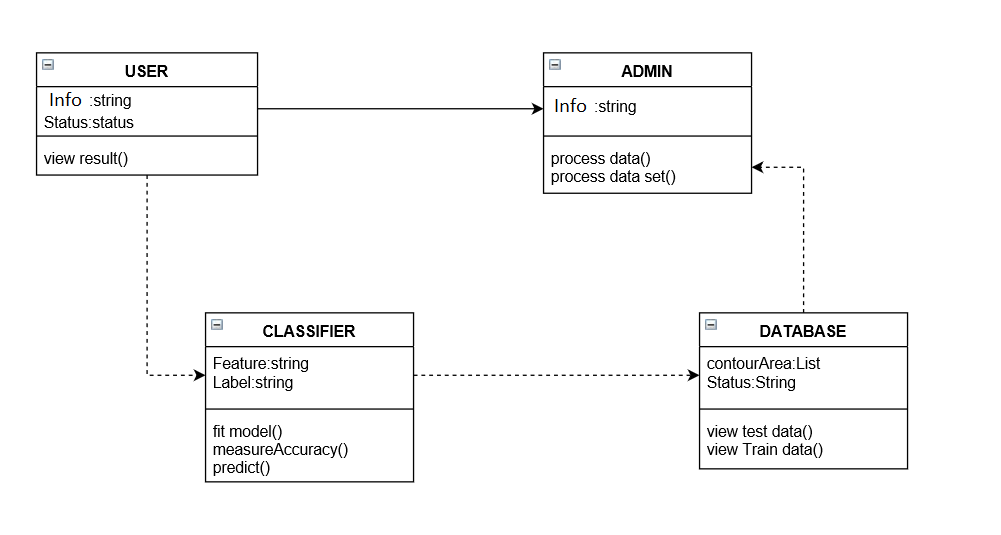 USER
Info :string
Status:status
view result()
ADMIN
Info :string
process data()
process data set()
CLASSIFIER
Feature:string
Label:string
fit model()
measureAccuracy()
predict()
DATABASE
contourArea:List
Status:String
view test data()
view Train data()